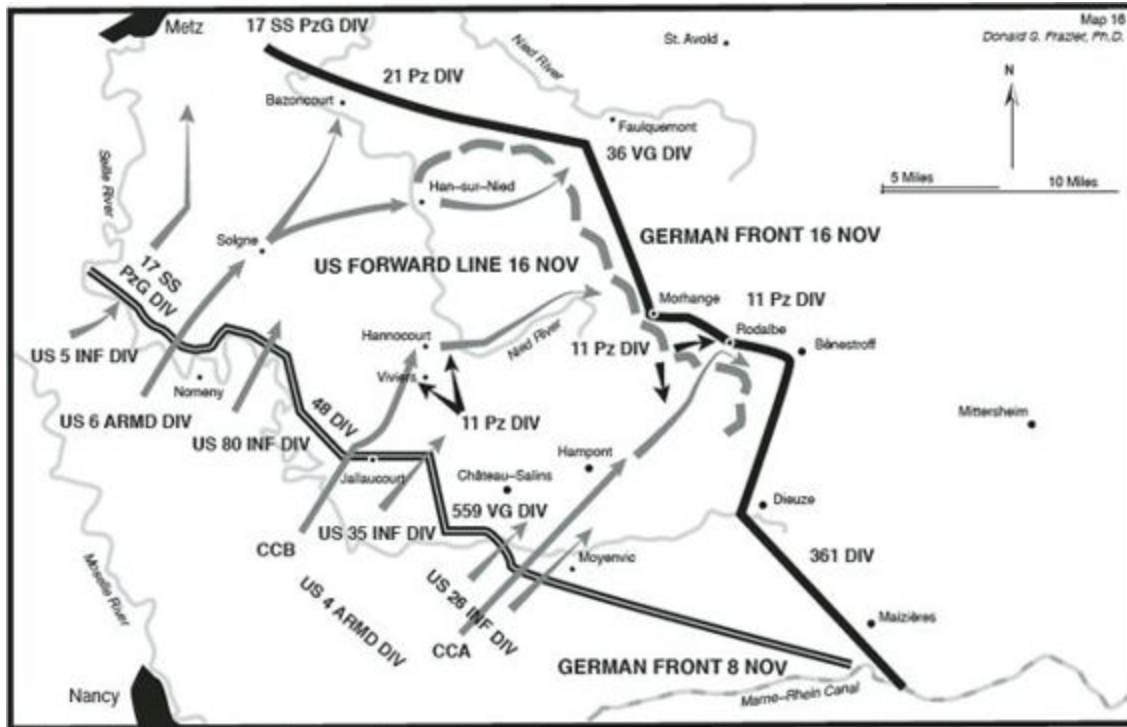 Map 16
Donald S. Frazier, Ph.D.
Metz
17 SS PzG DIV
St. Avold
Nied River
21 Pz DIV
N
Bazoncourt
Faulquemont
36 VG DIV
5 Miles
10 Miles
Seille River
Han-sur-Nied
Solgne
GERMAN FRONT 16 NOV
17 SS
PzG DIV
US FORWARD LINE 16 NOV
Morhange
11 Pz DIV
Rodalbe
Hannocourt
Nied River
11 Pz DIV
Bénestroff
US 5 INF DIV
Nomeny
Viviers
US 6 ARMD DIV
48 DIV
11 Pz DIV
Mittersheim
US 80 INF DIV
Hampont
Jallaucourt
Château-Salins
559 VG DIV
Dieuze
US 35 INF DIV
CCB
Moyenvic
361 DIV
US 4 ARMD DIV
US 26 INF DIV
Moselle River
Maizières
CCA
GERMAN FRONT 8 NOV
Nancy
Marne-Rhein Canal